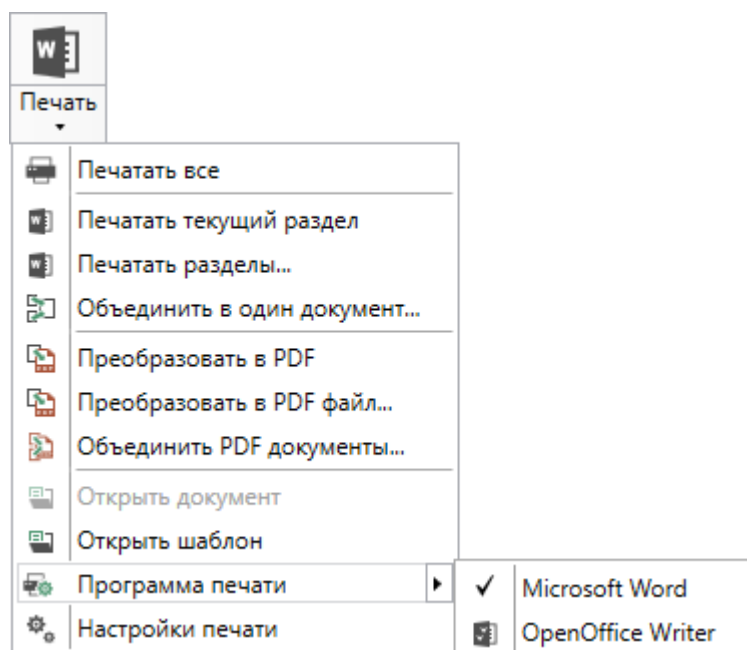 Печать
Печатать все
Печатать текущий раздел
Печатать разделы...
Объединить в один документ...
Преобразовать в PDF
Преобразовать в PDF файл...
Объединить PDF документы...
Открыть документ
Открыть шаблон
Программа печати
Microsoft Word
Настройки печати
OpenOffice Writer